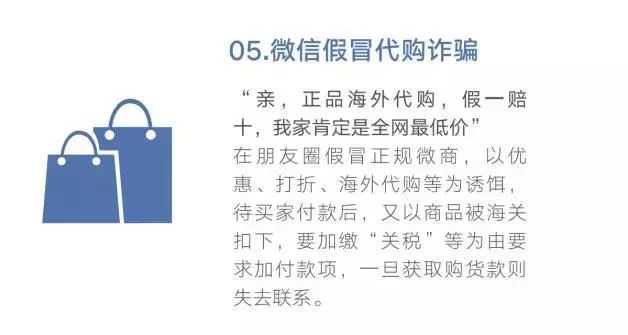 05.微信假冒代购诈骗
“亲，正品海外代购，假一赔
十，我家肯定是全网最低价”
在朋友圈假冒正规微商，以优
惠、打折、海外代购等为诱饵，
待买家付款后，又以商品被海关
扣下，要加缴“关税”等为由要
求加付款项，一旦获取购货款则
失去联系。